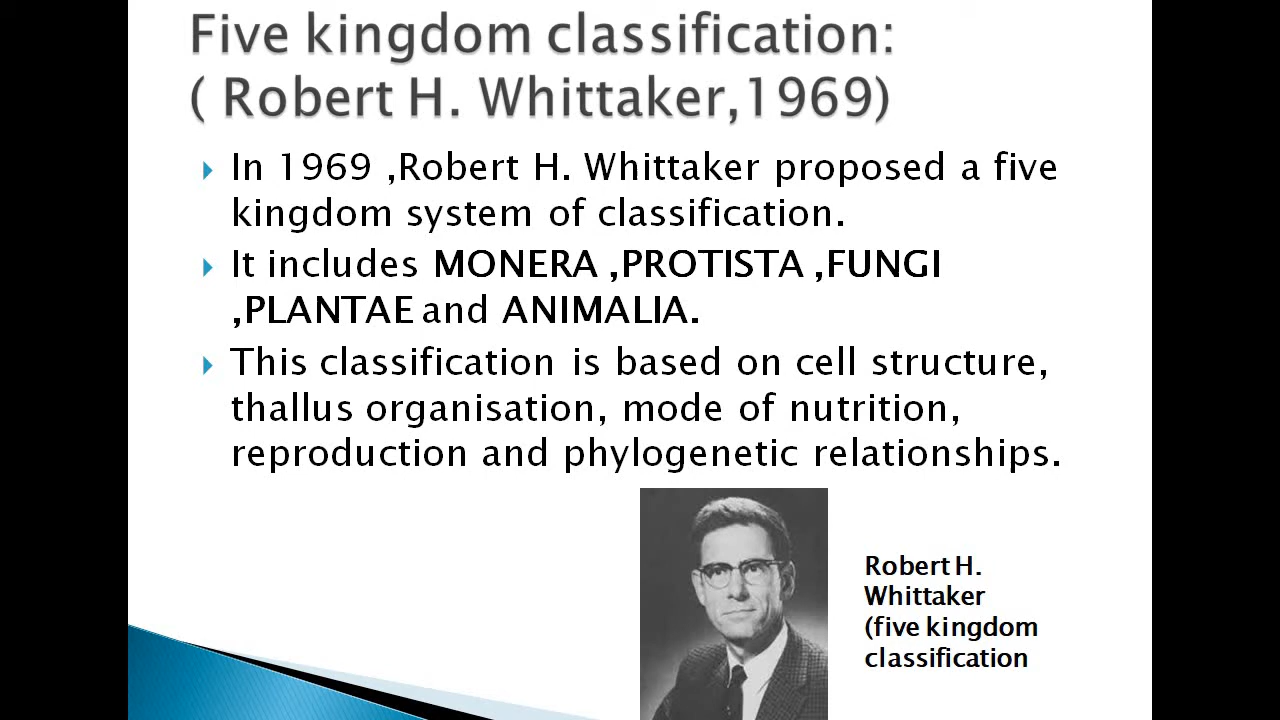 Five kingdom classification:
( Robert H. Whittaker,1969)
In 1969 ,Robert H. Whittaker proposed a five
kingdom system of classification.
It includes MONERA ,PROTISTA ,FUNGI
,PLANTAE and ANIMALIA.
This classification is based on cell structure,
thallus organisation, mode of nutrition,
reproduction and phylogenetic relationships.
Robert H.
Whittaker
(five kingdom
classification